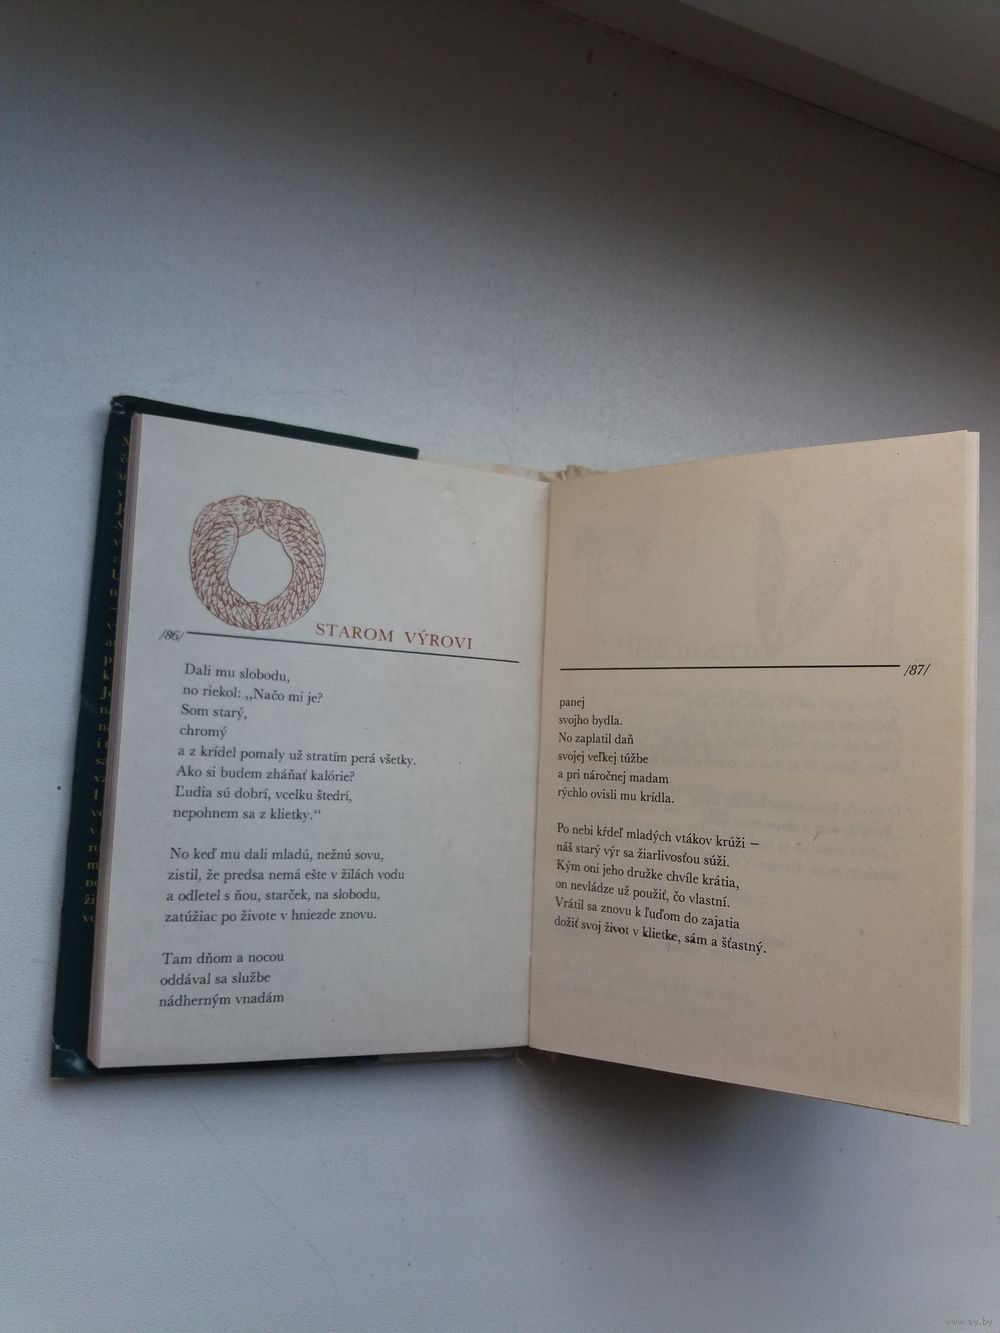 /86/
O STAROM VÝROVI
Dali mu slobodu,
no riekol: „Načo mi je?
Som starý,
chromý
a z krídel pomaly už stratím perá všetky.
Ako si budem zháňať kalórie?
Ľudia sú dobrí, vcelku štedrí,
nepohnem sa z klietky.“
No keď mu dali mladú, nežnú sovu,
zistil, že predsa nemá ešte v žilách vodu
a odletel s ňou, starček, na slobodu,
zatúžiac po živote v hniezde znovu.
Tam dňom a nocou
oddával sa službe
nádherným vnadám
/87/
panej
svojho bydla.
No zaplatil daň
svojej veľkej túžbe
a pri náročnej madam
rýchlo ovisli mu krídla.
Po nebi kŕdeľ mladých vtákov krúži —
náš starý výr sa žiarlivosťou súži.
Kým oni jeho družke chvíle krátia,
on nevládze už použiť, čo vlastní.
Vrátil sa znovu k ľuďom do zajatia
dožiť svoj život v klietke, sám a šťastný.
www.ay.by